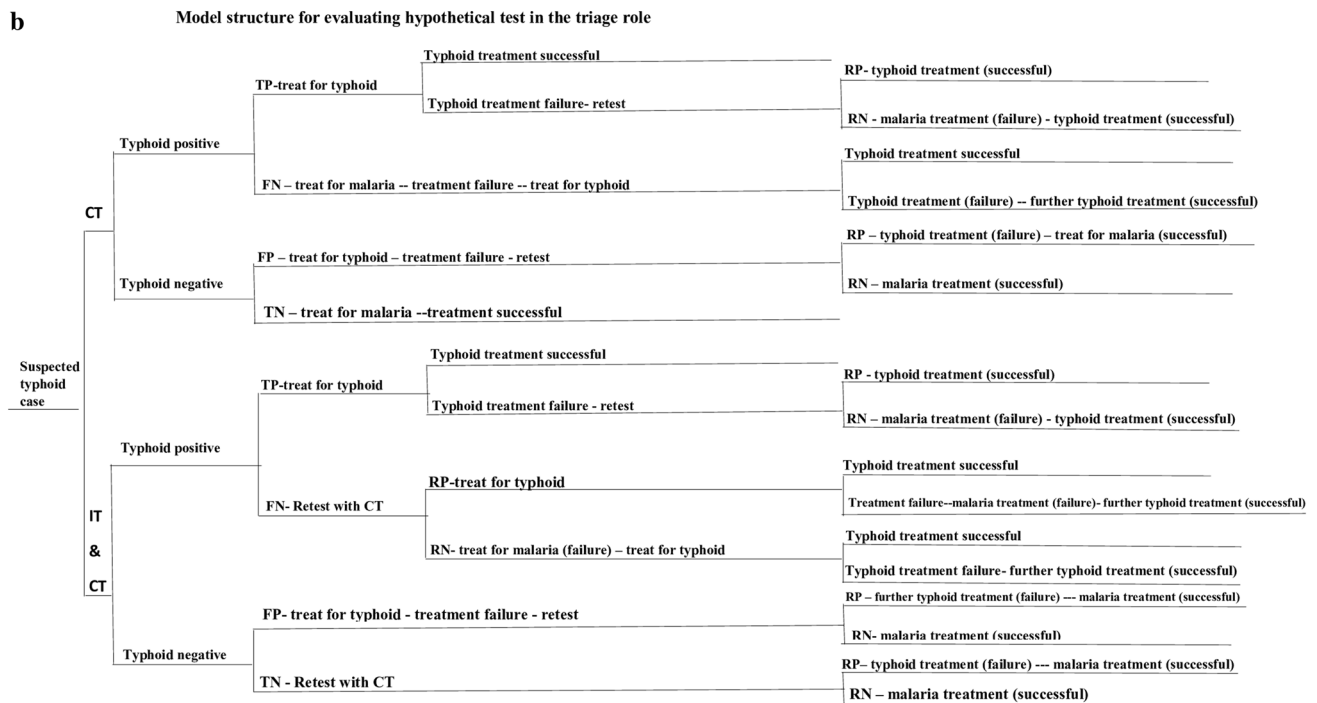 b
Model structure for evaluating hypothetical test in the triage role
Typhoid treatment successful
RP- typhoid treatment (successful)
TP-treat for typhoid
Typhoid treatment failure- retest
RN - malaria treatment (failure) - typhoid treatment (successful)
Typhoid positive
Typhoid treatment successful
FN – treat for malaria -- treatment failure -- treat for typhoid
Typhoid treatment (failure) -- further typhoid treatment (successful)
CT
RP – typhoid treatment (failure) – treat for malaria (successful)
FP – treat for typhoid – treatment failure - retest
Typhoid negative
RN – malaria treatment (successful)
TN – treat for malaria --treatment successful
Suspected
typhoid
case
Typhoid treatment successful
RP - typhoid treatment (successful)
TP-treat for typhoid
Typhoid treatment failure - retest
RN – malaria treatment (failure) - typhoid treatment (successful)
Typhoid positive
Typhoid treatment successful
RP-treat for typhoid
Treatment failure--malaria treatment (failure)- further typhoid treatment (successful)
FN- Retest with CT
IT
&
CT
Typhoid treatment successful
RN- treat for malaria (failure) – treat for typhoid
Typhoid treatment failure- further typhoid treatment (successful)
RP – further typhoid treatment (failure) --- malaria treatment (successful)
FP- treat for typhoid - treatment failure - retest
RN- malaria treatment (successful)
Typhoid negative
RP– typhoid treatment (failure) --- malaria treatment (successful)
TN - Retest with CT
RN – malaria treatment (successful)